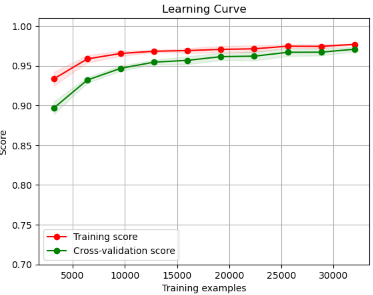 Learning Curve
1.00
0.95
0.90
0.85
0.80
0.75
0.70
Score
Training score
Cross-validation score
5000 10000 15000 20000 25000 30000
Training examples